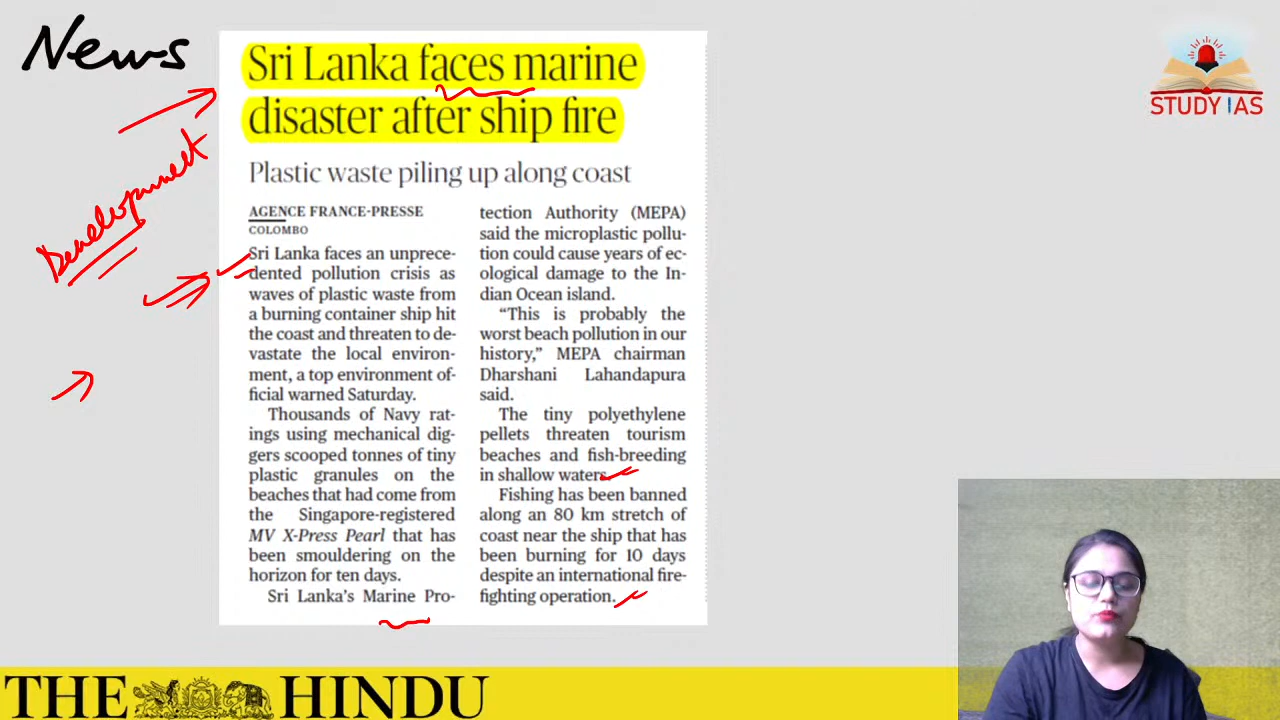 News
STUDY IAS
Sri Lanka faces marine
disaster after ship fire
Plastic waste piling up along coast
Development
AGENCE FRANCE-PRESSE
COLOMBO
Sri Lanka faces an unprece-
dented pollution crisis as
waves of plastic waste from
a burning container ship hit
the coast and threaten to de-
vastate the local environ-
ment, a top environment of-
ficial warned Saturday.
Thousands of Navy rat-
ings using mechanical dig-
gers scooped tonnes of tiny
plastic granules on the
beaches that had come from
the Singapore-registered
MV X-Press Pearl that has
been smouldering on the
horizon for ten days.
Sri Lanka's Marine Pro-
tection Authority (MEPA)
said the microplastic pollu-
tion could cause years of ec-
ological damage to the In-
dian Ocean island.
"This is probably the
worst beach pollution in our
history," MEPA chairman
Dharshani Lahandapura
said.
The tiny polyethylene
pellets threaten tourism
beaches and fish-breeding
in shallow waters.
Fishing has been banned
along an 80 km stretch of
coast near the ship that has
been burning for 10 days
despite an international fire-
fighting operation.
THE HINDU